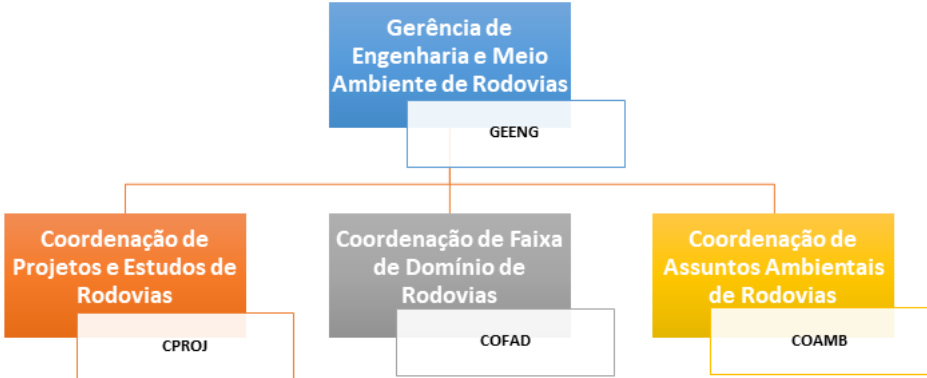 Gerência de
Engenharia e Meio
Ambiente de Rodovias
GEENG
Coordenação de
Projetos e Estudos de
Rodovias
CPROJ
Coordenação de Faixa
de Domínio de
Rodovias
COFAD
Coordenação de
Assuntos Ambientais
de Rodovias
COAMB